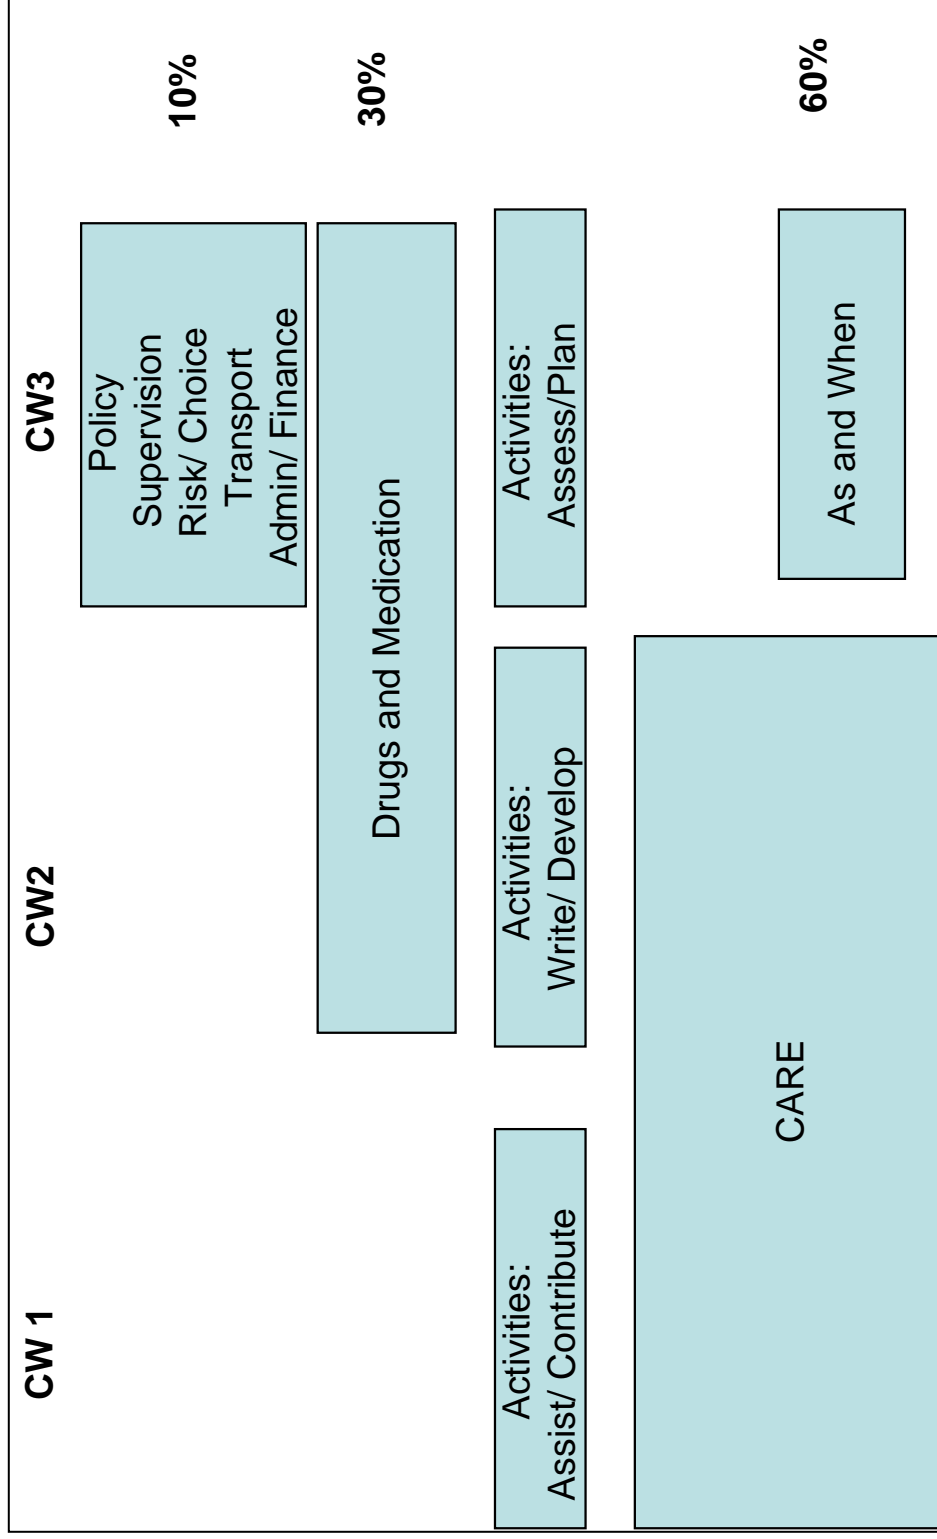 CW 1
CW2
CW3
Policy
Supervision
Risk/ Choice
Transport
Admin/ Finance
10%
Drugs and Medication
30%
Activities:
Assist/ Contribute
Activities:
Write/ Develop
Activities:
Assess/Plan
CARE
As and When
60%